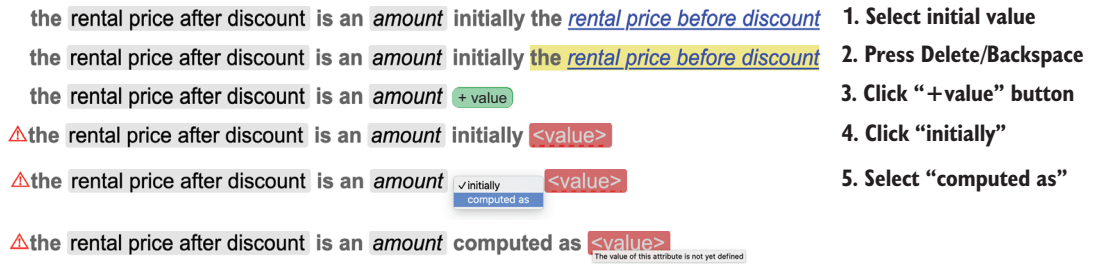 the rental price after discount is an amount initially the rental price before discount 1. Select initial value
the rental price after discount is an amount initially the rental price before discount 2. Press Delete/Backspace
the rental price after discount is an amount + value 3. Click “+value” button
the rental price after discount is an amount initially <value> 4. Click “initially”
the rental price after discount is an amount ✓initially <value> 5. Select “computed as”
computed as
the rental price after discount is an amount computed as <value>
The value of this attribute is not yet defined